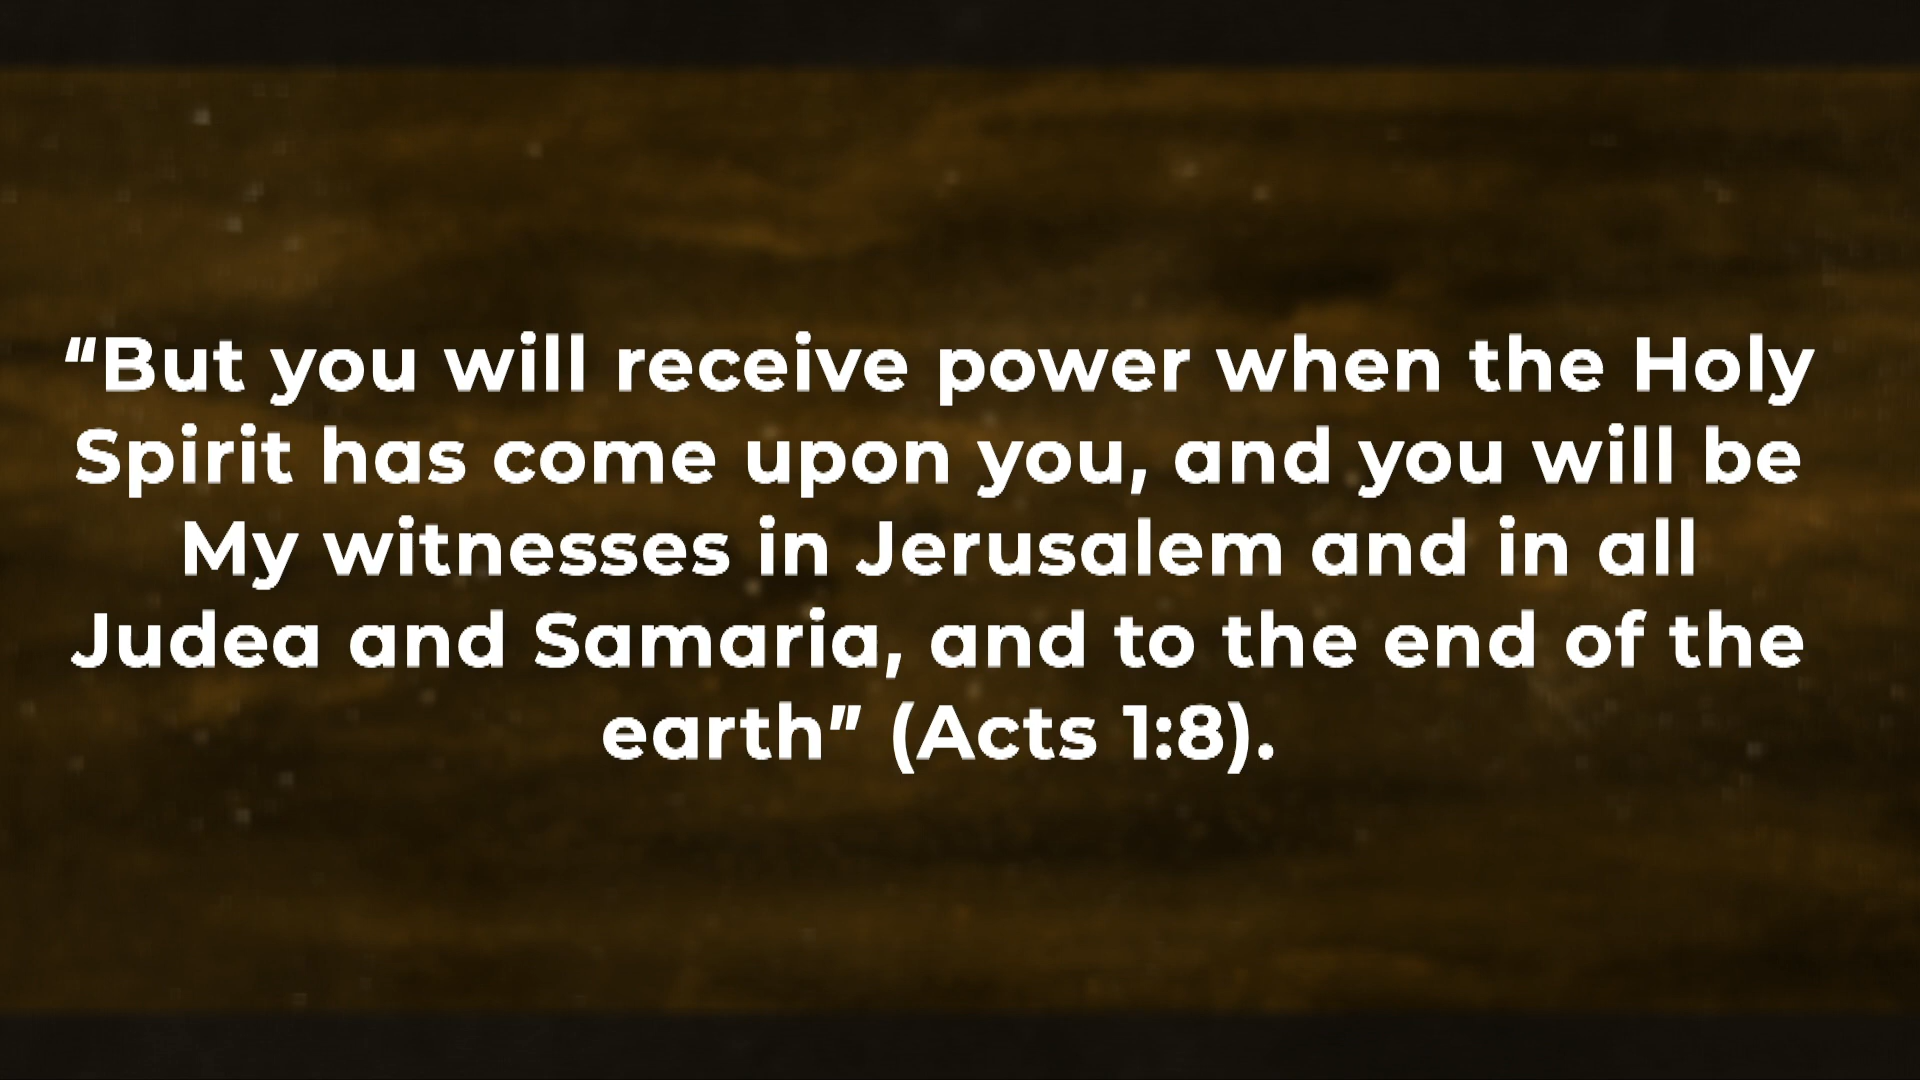 “But you will receive power when the Holy
Spirit has come upon you, and you will be
My witnesses in Jerusalem and in all
Judea and Samaria, and to the end of the
earth” (Acts 1:8).